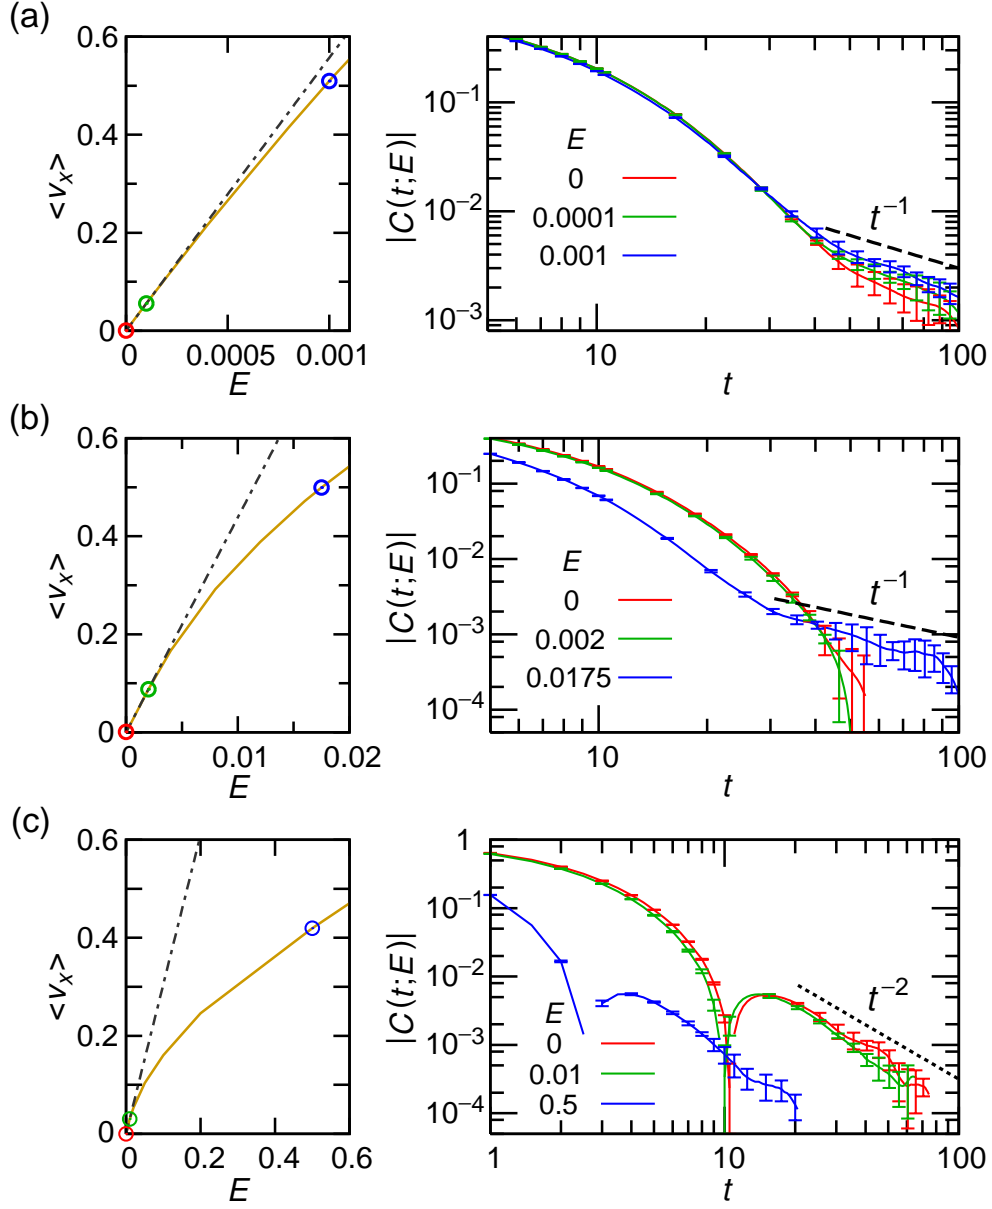 (a)
0.6
0.4
0.2
0
<v_x>
0
0.0005
0.001
E
10^{-1}
10^{-2}
10^{-3}
|C(t;E)|
E
0
0.0001
0.001
t^{-1}
10
100
t
(b)
0.6
0.4
0.2
0
<v_x>
0
0.01
0.02
E
10^{-1}
10^{-2}
10^{-3}
10^{-4}
|C(t;E)|
E
0
0.002
0.0175
t^{-1}
10
100
t
(c)
0.6
0.4
0.2
0
<v_x>
0
0.2
0.4
0.6
E
1
10^{-1}
10^{-2}
10^{-3}
10^{-4}
|C(t;E)|
E
0
0.01
0.5
t^{-2}
1
10
100
t